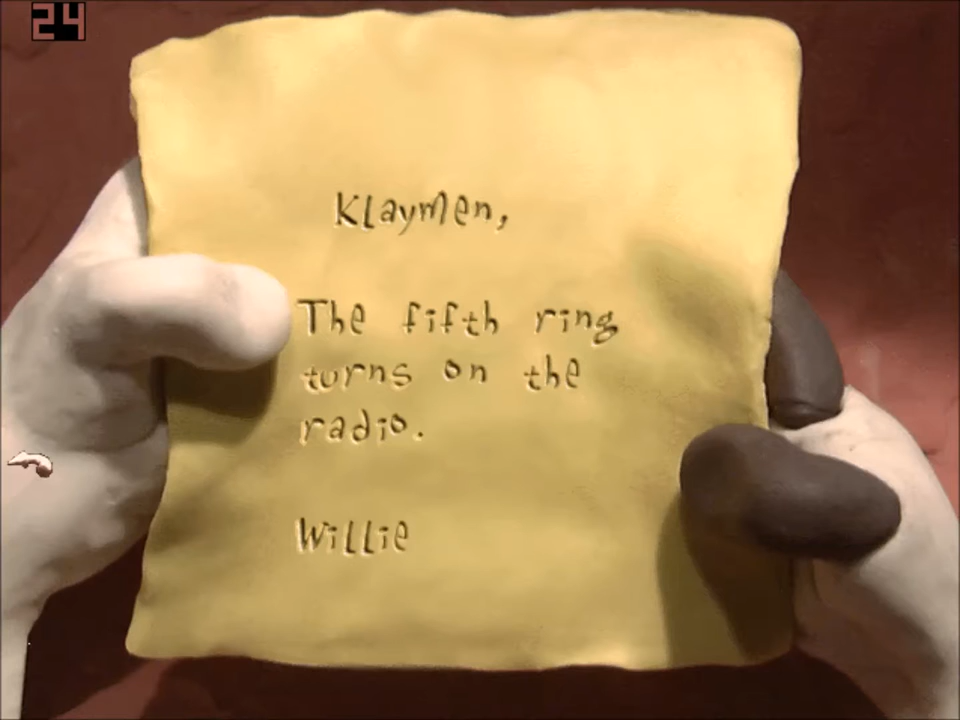 24
Klaymen,
The fifth ring
turns on the
radio.
Willie